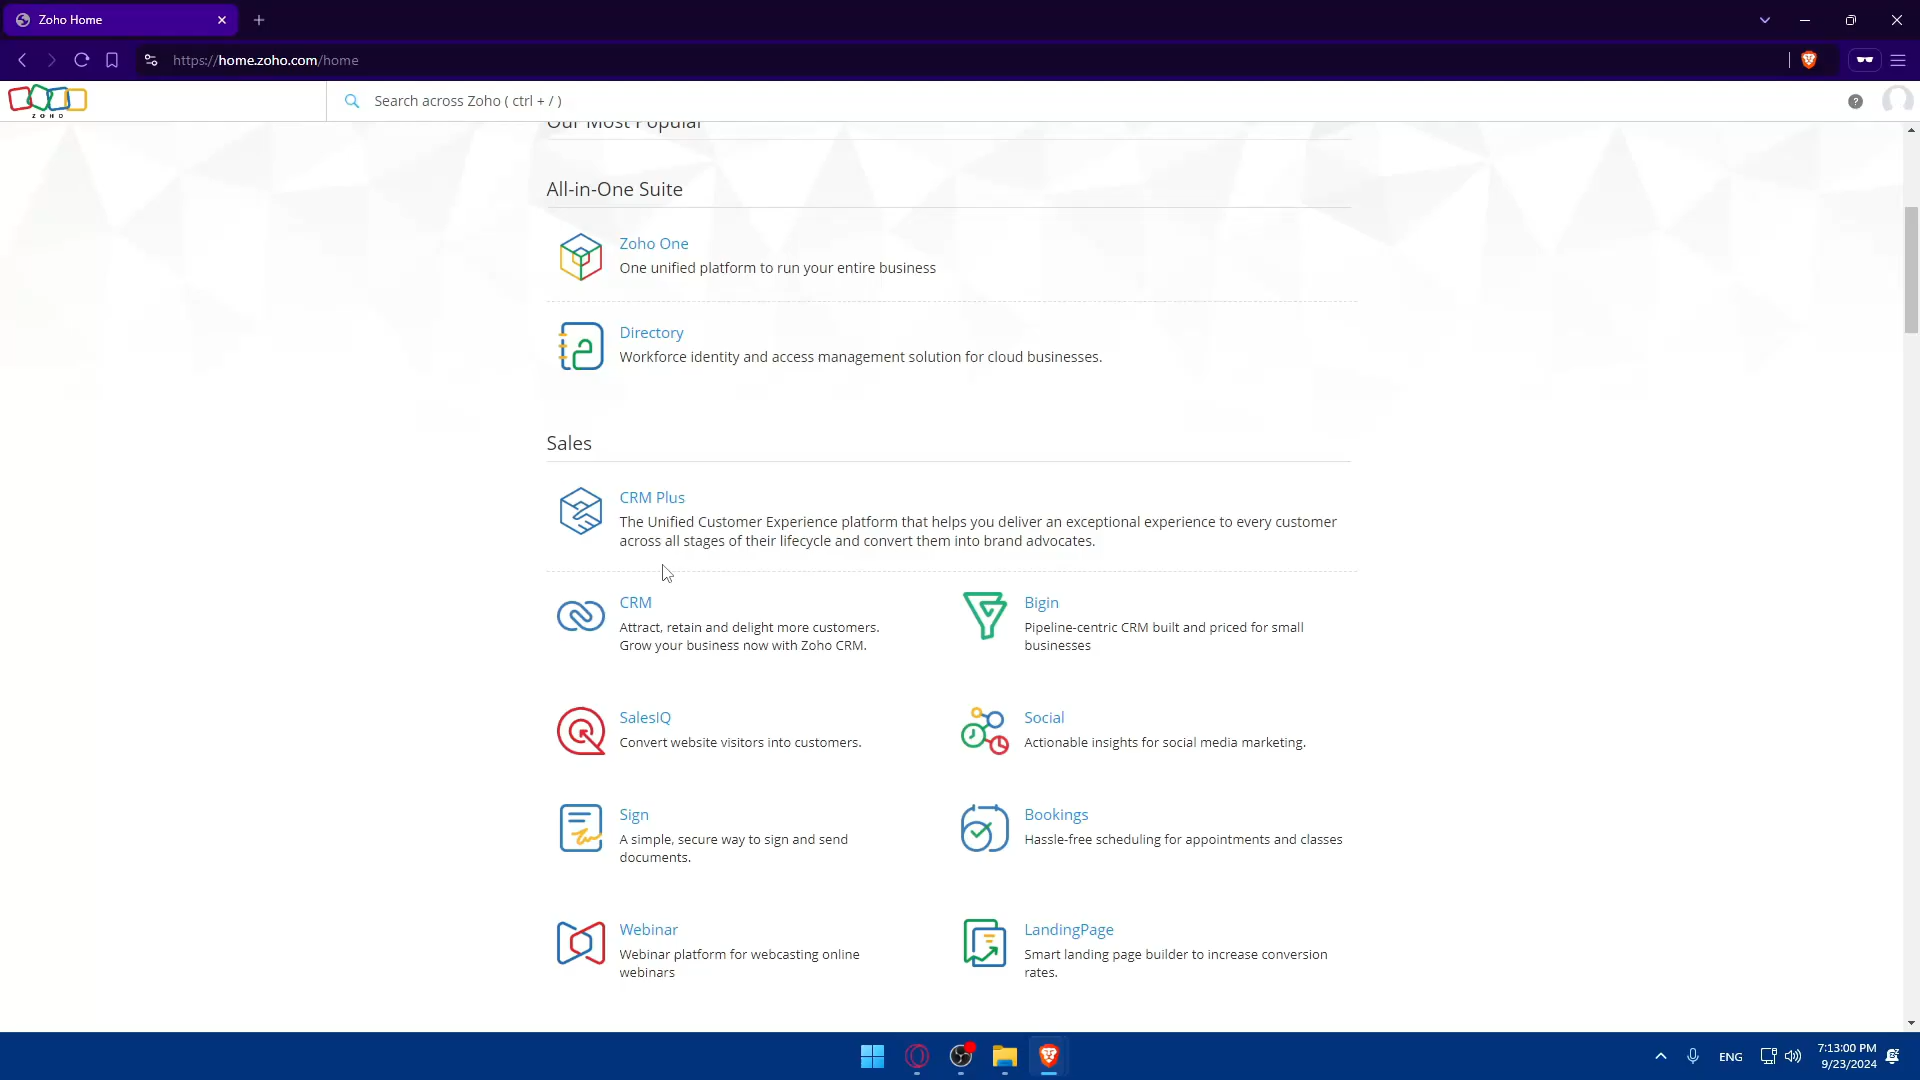 Zoho Home
https://home.zoho.com/home
ZOHO
Search across Zoho ( ctrl + / )
?
Our Most Popular
All-in-One Suite
Zoho One
One unified platform to run your entire business
Directory
Workforce identity and access management solution for cloud businesses.
Sales
CRM Plus
The Unified Customer Experience platform that helps you deliver an exceptional experience to every customer
across all stages of their lifecycle and convert them into brand advocates.
CRM
Attract, retain and delight more customers.
Grow your business now with Zoho CRM.
Bigin
Pipeline-centric CRM built and priced for small
businesses
SalesIQ
Convert website visitors into customers.
Social
Actionable insights for social media marketing.
Sign
A simple, secure way to sign and send
documents.
Bookings
Hassle-free scheduling for appointments and classes
Webinar
Webinar platform for webcasting online
webinars
LandingPage
Smart landing page builder to increase conversion
rates.
ENG
7:13:00 PM
9/23/2024